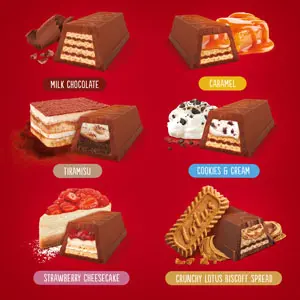 MILK CHOCOLATE
CARAMEL
TIRAMISU
COOKIES & CREAM
STRAWBERRY CHEESECAKE
CRUNCHY LOTUS BISCOFF SPREAD